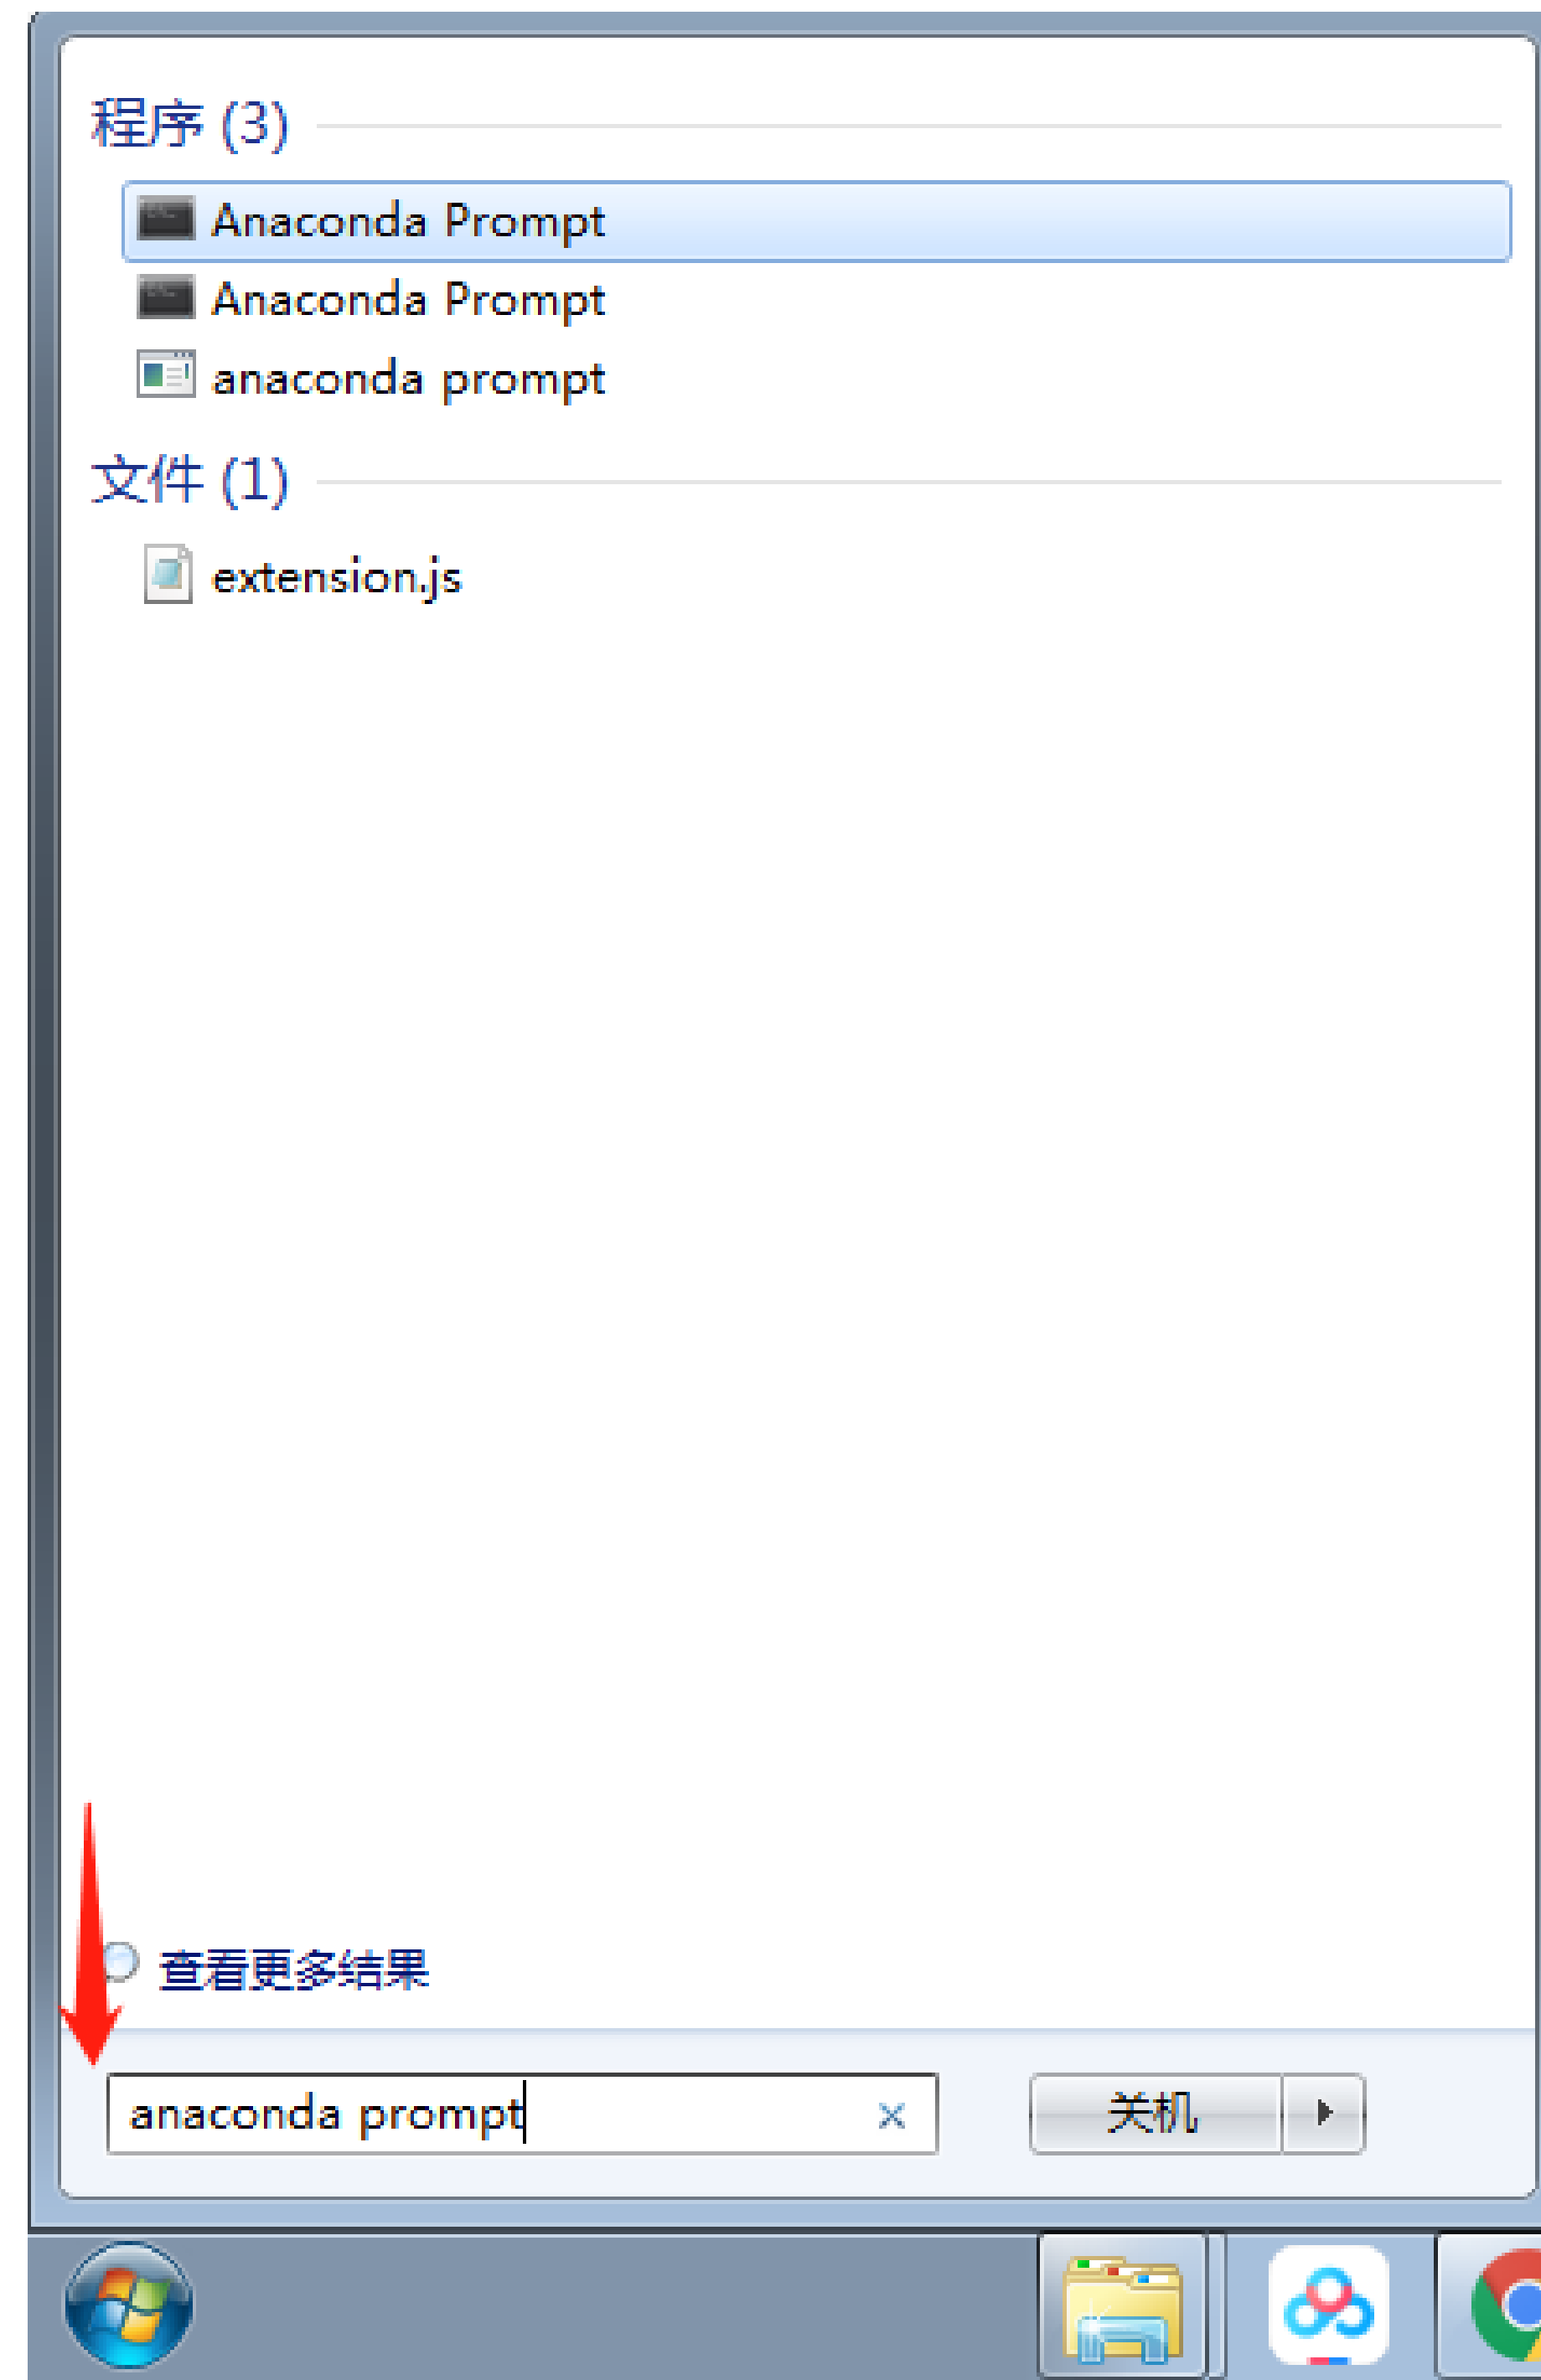 程序 (3)
Anaconda Prompt
Anaconda Prompt
anaconda prompt
文件 (1)
extension.js
查看更多结果
anaconda prompt
关机